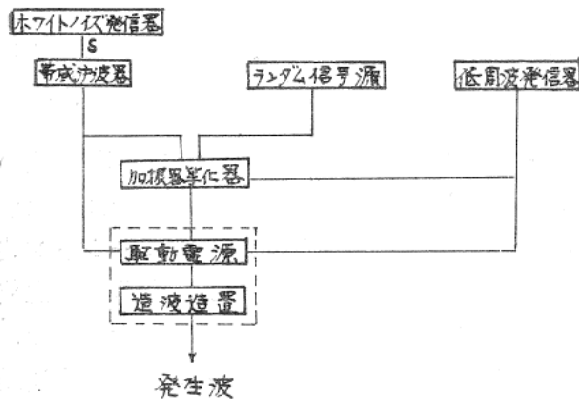 ホワイトノイズ発信器
S
帯域沪波器
ランダム信号源
低周波発信器
加振器等化器
駆動電源
造波造置
発生波